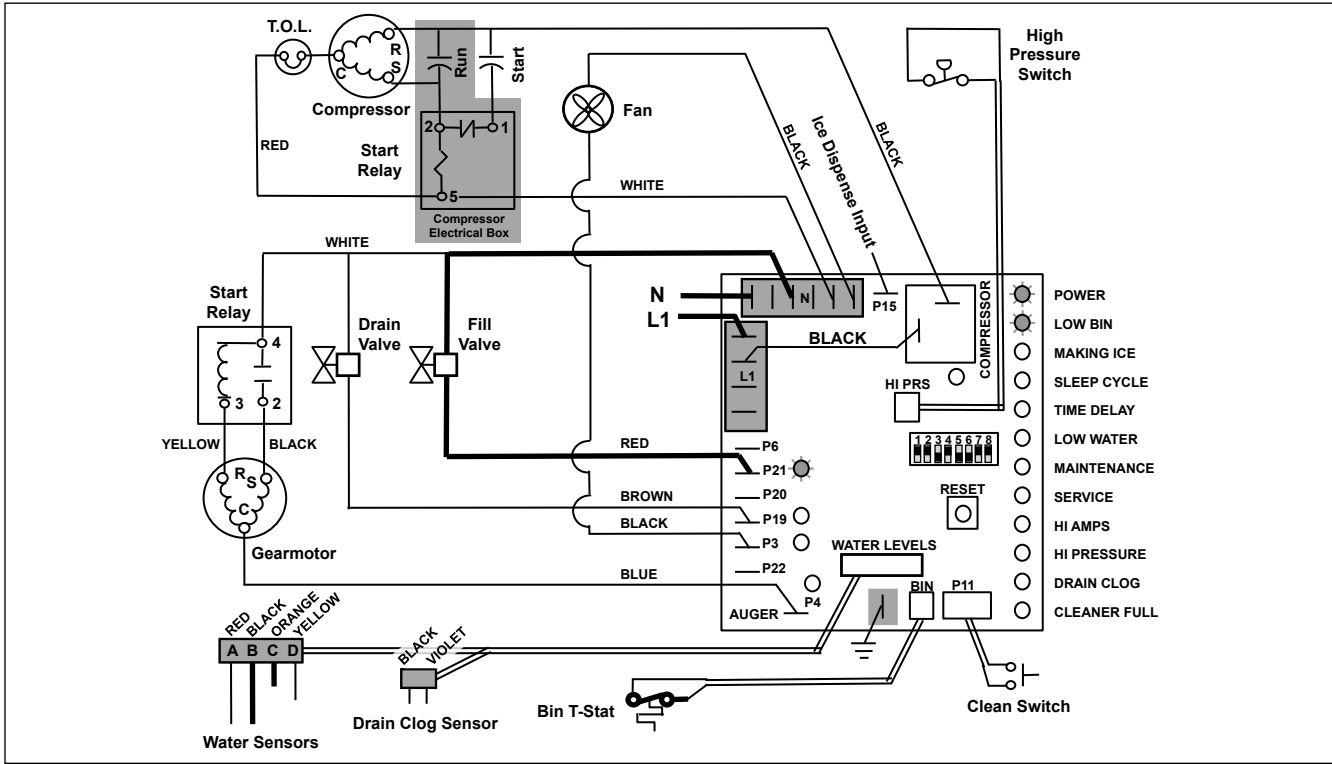 T.O.L.
R
S
C
Compressor
Run
Start
2
1
Start
Relay
5
Compressor
Electrical Box
RED
WHITE
Fan
BLACK
Ice Dispense Input
BLACK
High
Pressure
Switch
WHITE
Start
Relay
4
3
2
YELLOW
BLACK
R
S
C
Gearmotor
Drain
Valve
Fill
Valve
N
L1
N
P15
COMPRESSOR
BLACK
L1
HI PRS
1 2 3 4 5 6 7 8
RESET
POWER
LOW BIN
MAKING ICE
SLEEP CYCLE
TIME DELAY
LOW WATER
MAINTENANCE
SERVICE
HI AMPS
HI PRESSURE
DRAIN CLOG
CLEANER FULL
P6
RED
P21
P20
BROWN
P19
BLACK
P3
P22
BLUE
P4
AUGER
WATER LEVELS
BIN
P11
RED
BLACK
ORANGE
YELLOW
A B C D
Water Sensors
BLACK
VIOLET
Drain Clog Sensor
Bin T-Stat
Clean Switch